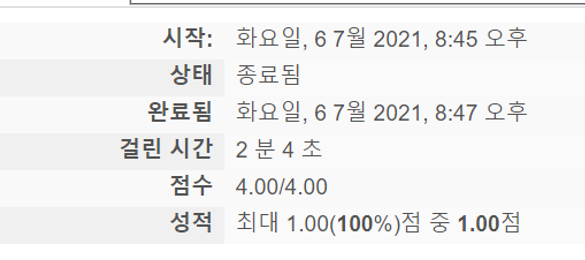 시작: 화요일, 6 7월 2021, 8:45 오후
상태 종료됨
완료됨 화요일, 6 7월 2021, 8:47 오후
걸린 시간 2 분 4 초
점수 4.00/4.00
성적 최대 1.00(100%)점 중 1.00점